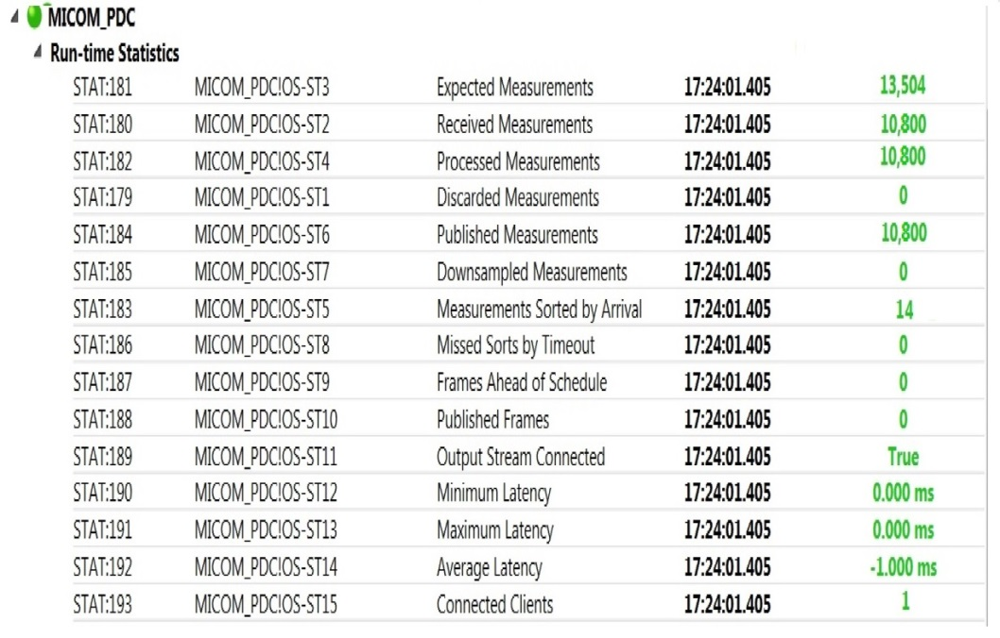 MICOM_PDC
Run-time Statistics
STAT:181 MICOM_PDC!OS-ST3 Expected Measurements 17:24:01.405 13,504
STAT:180 MICOM_PDC!OS-ST2 Received Measurements 17:24:01.405 10,800
STAT:182 MICOM_PDC!OS-ST4 Processed Measurements 17:24:01.405 10,800
STAT:179 MICOM_PDC!OS-ST1 Discarded Measurements 17:24:01.405 0
STAT:184 MICOM_PDC!OS-ST6 Published Measurements 17:24:01.405 10,800
STAT:185 MICOM_PDC!OS-ST7 Downsampled Measurements 17:24:01.405 0
STAT:183 MICOM_PDC!OS-ST5 Measurements Sorted by Arrival 17:24:01.405 14
STAT:186 MICOM_PDC!OS-ST8 Missed Sorts by Timeout 17:24:01.405 0
STAT:187 MICOM_PDC!OS-ST9 Frames Ahead of Schedule 17:24:01.405 0
STAT:188 MICOM_PDC!OS-ST10 Published Frames 17:24:01.405 0
STAT:189 MICOM_PDC!OS-ST11 Output Stream Connected 17:24:01.405 True
STAT:190 MICOM_PDC!OS-ST12 Minimum Latency 17:24:01.405 0.000 ms
STAT:191 MICOM_PDC!OS-ST13 Maximum Latency 17:24:01.405 0.000 ms
STAT:192 MICOM_PDC!OS-ST14 Average Latency 17:24:01.405 -1.000 ms
STAT:193 MICOM_PDC!OS-ST15 Connected Clients 17:24:01.405 1